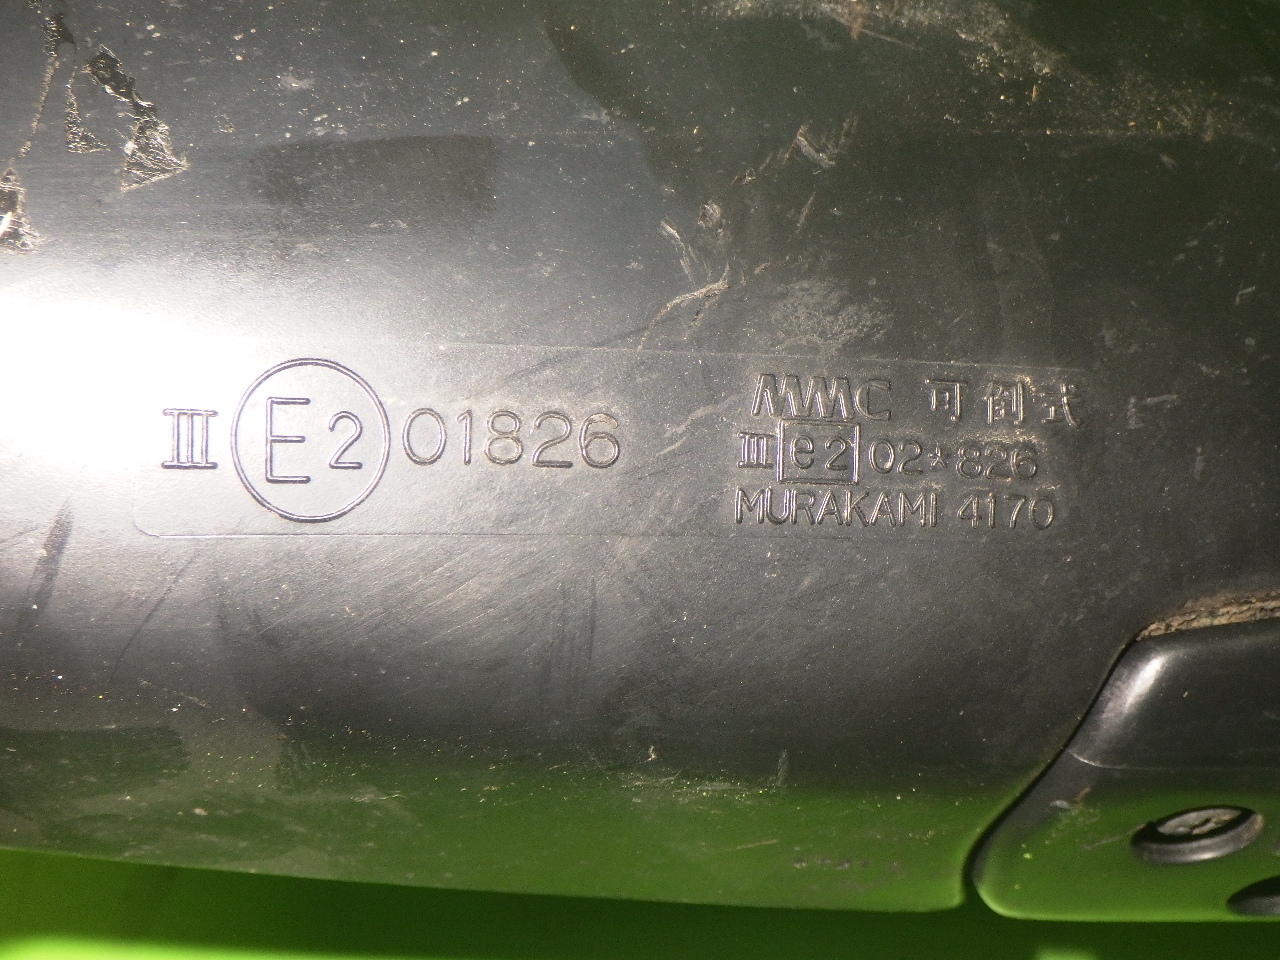 III E2 01826
MMC 可倒式
III e2 02*826
MURAKAMI 4170